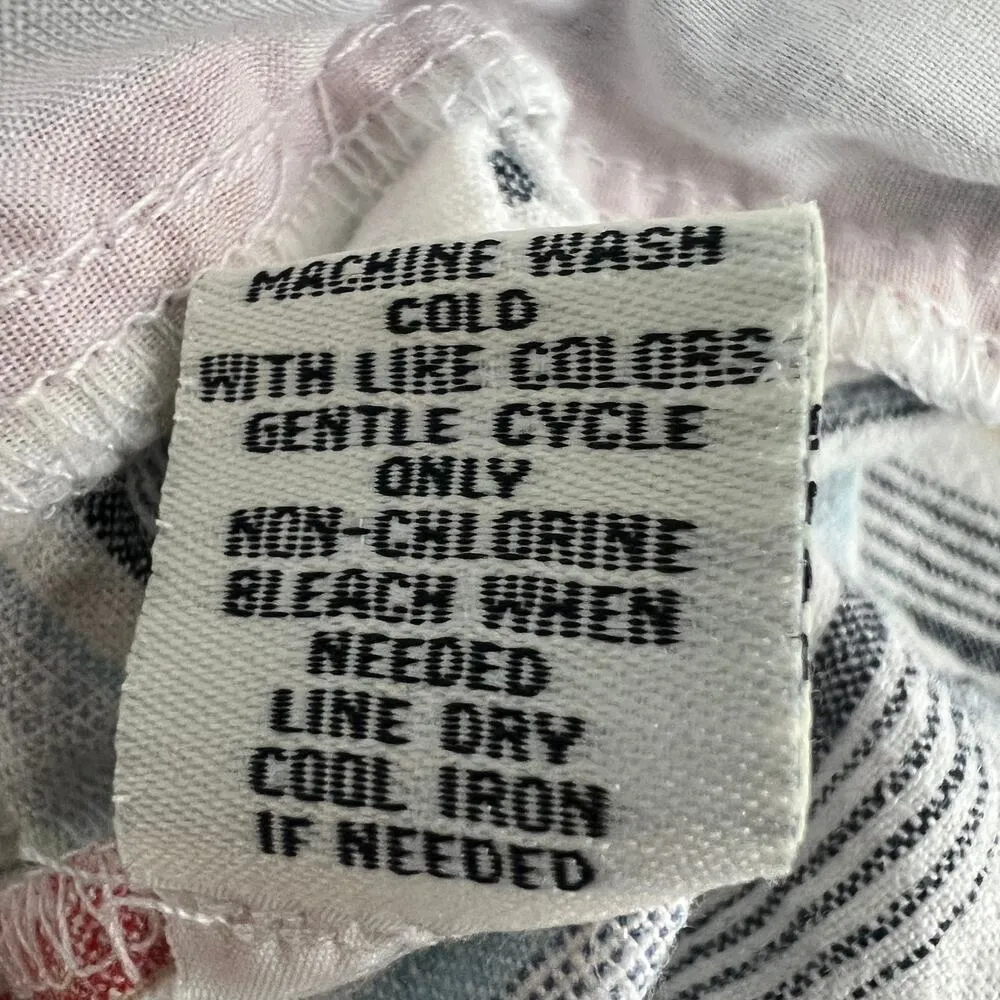 MACHINE WASH
COLD
WITH LIKE COLORS
GENTLE CYCLE
ONLY
NON-CHLORINE
BLEACH WHEN
NEEDED
LINE DRY
COOL IRON
IF NEEDED